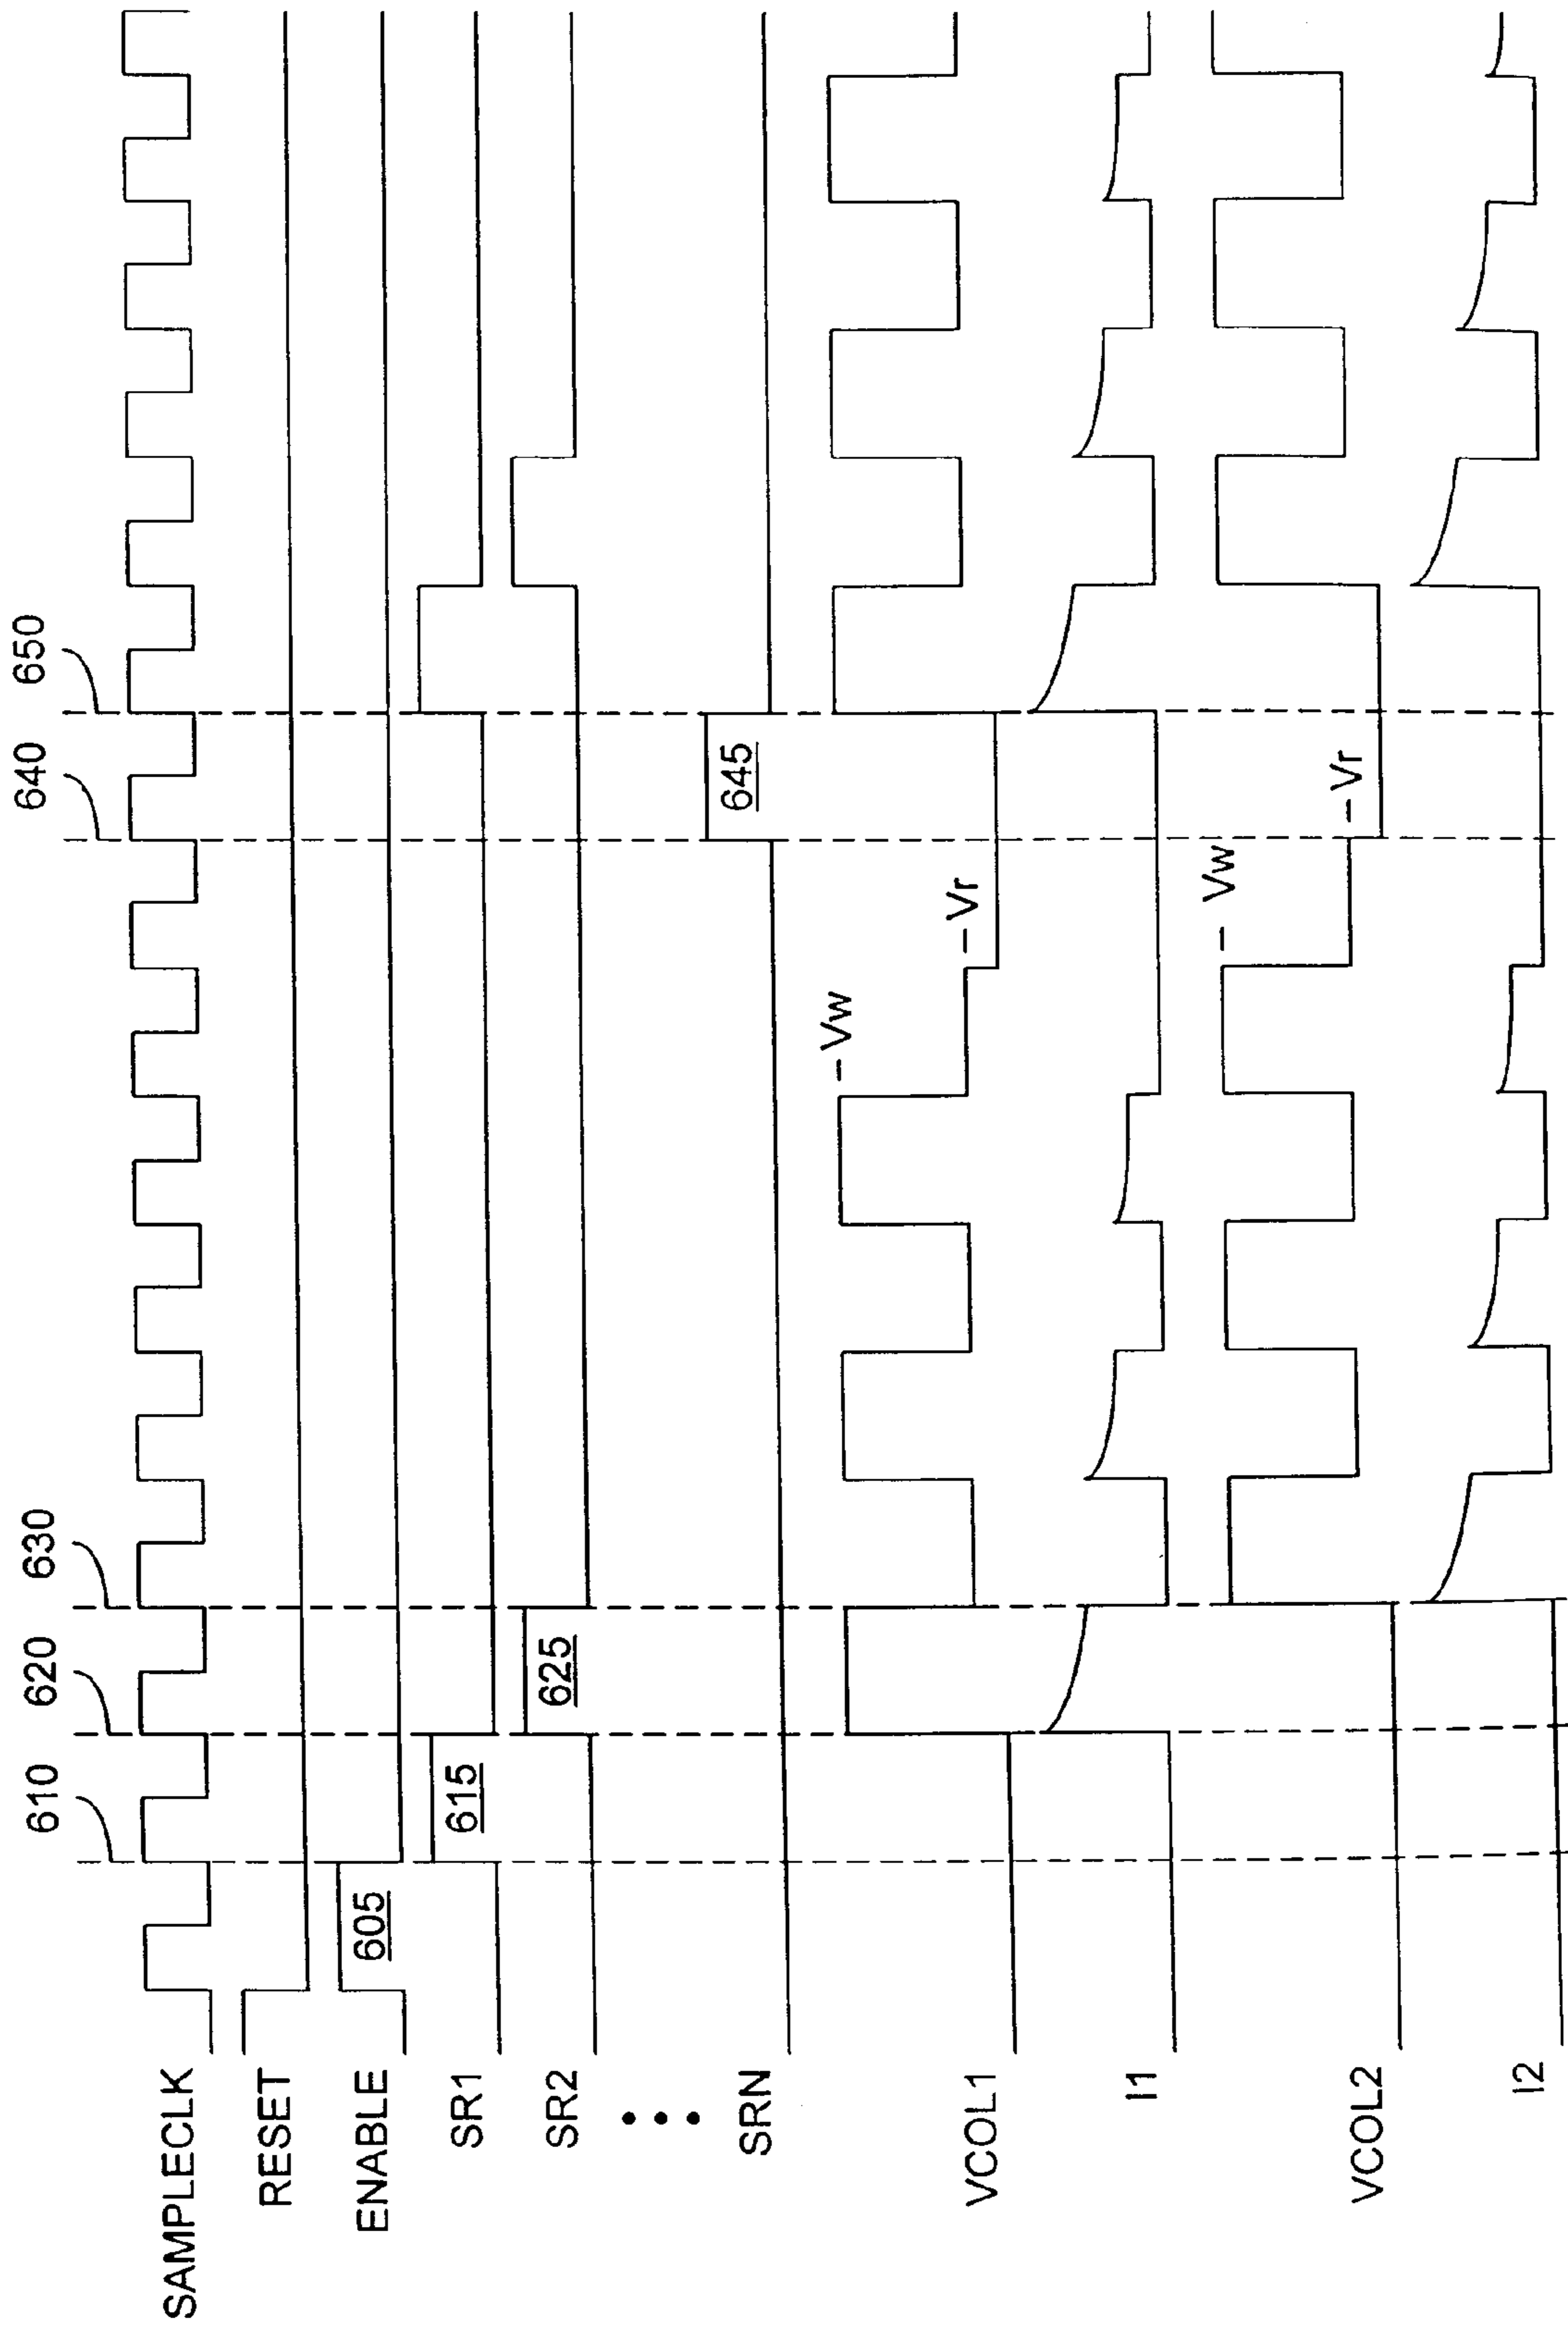 610
620
630
640
650
SAMPLECLK
RESET
ENABLE
605
SR1
615
SR2
625
SRN
645
VCOL1
Vw
Vr
I1
VCOL2
Vw
Vr
I2